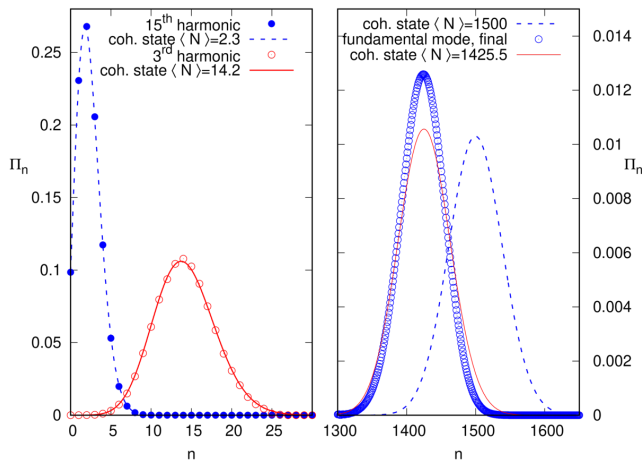 15th harmonic
coh. state ⟨ N ⟩=2.3
3rd harmonic
coh. state ⟨ N ⟩=14.2
0.25
0.2
0.15
0.1
0.05
0
Πn
0 5 10 15 20 25
n
coh. state ⟨ N ⟩=1500
fundamental mode, final
coh. state ⟨ N ⟩=1425.5
0.014
0.012
0.01
0.008
0.006
0.004
0.002
0
Πn
1300 1400 1500 1600
n